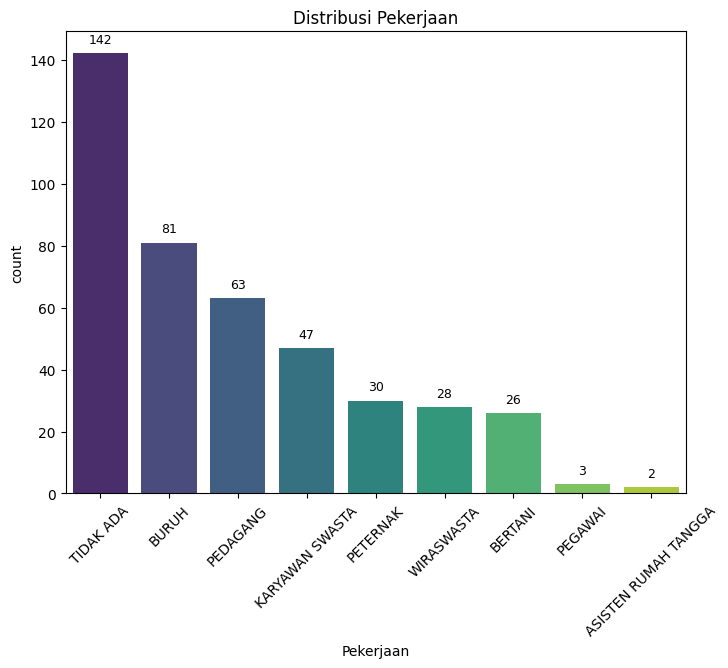 Distribusi Pekerjaan
142
140
120
100
81
80
63
60
47
40
30
28
26
20
3
2
0
count
TIDAK ADA
BURUH
PEDAGANG
KARYAWAN SWASTA
PETERNAK
WIRASWASTA
BERTANI
PEGAWAI
ASISTEN RUMAH TANGGA
Pekerjaan